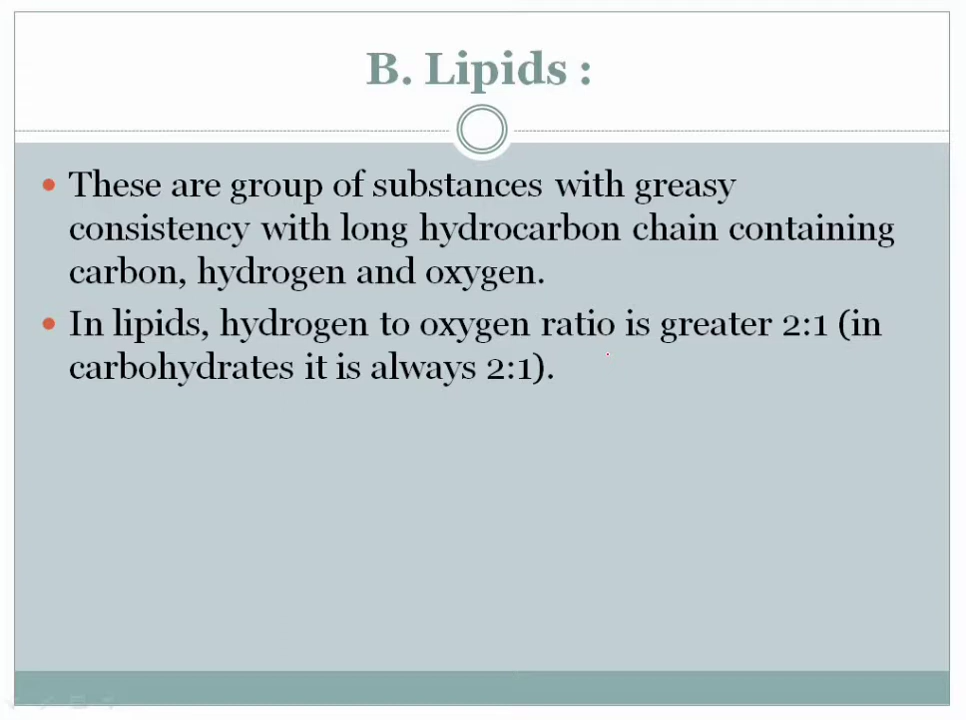 B. Lipids :
• These are group of substances with greasy
consistency with long hydrocarbon chain containing
carbon, hydrogen and oxygen.
• In lipids, hydrogen to oxygen ratio is greater 2:1 (in
carbohydrates it is always 2:1).